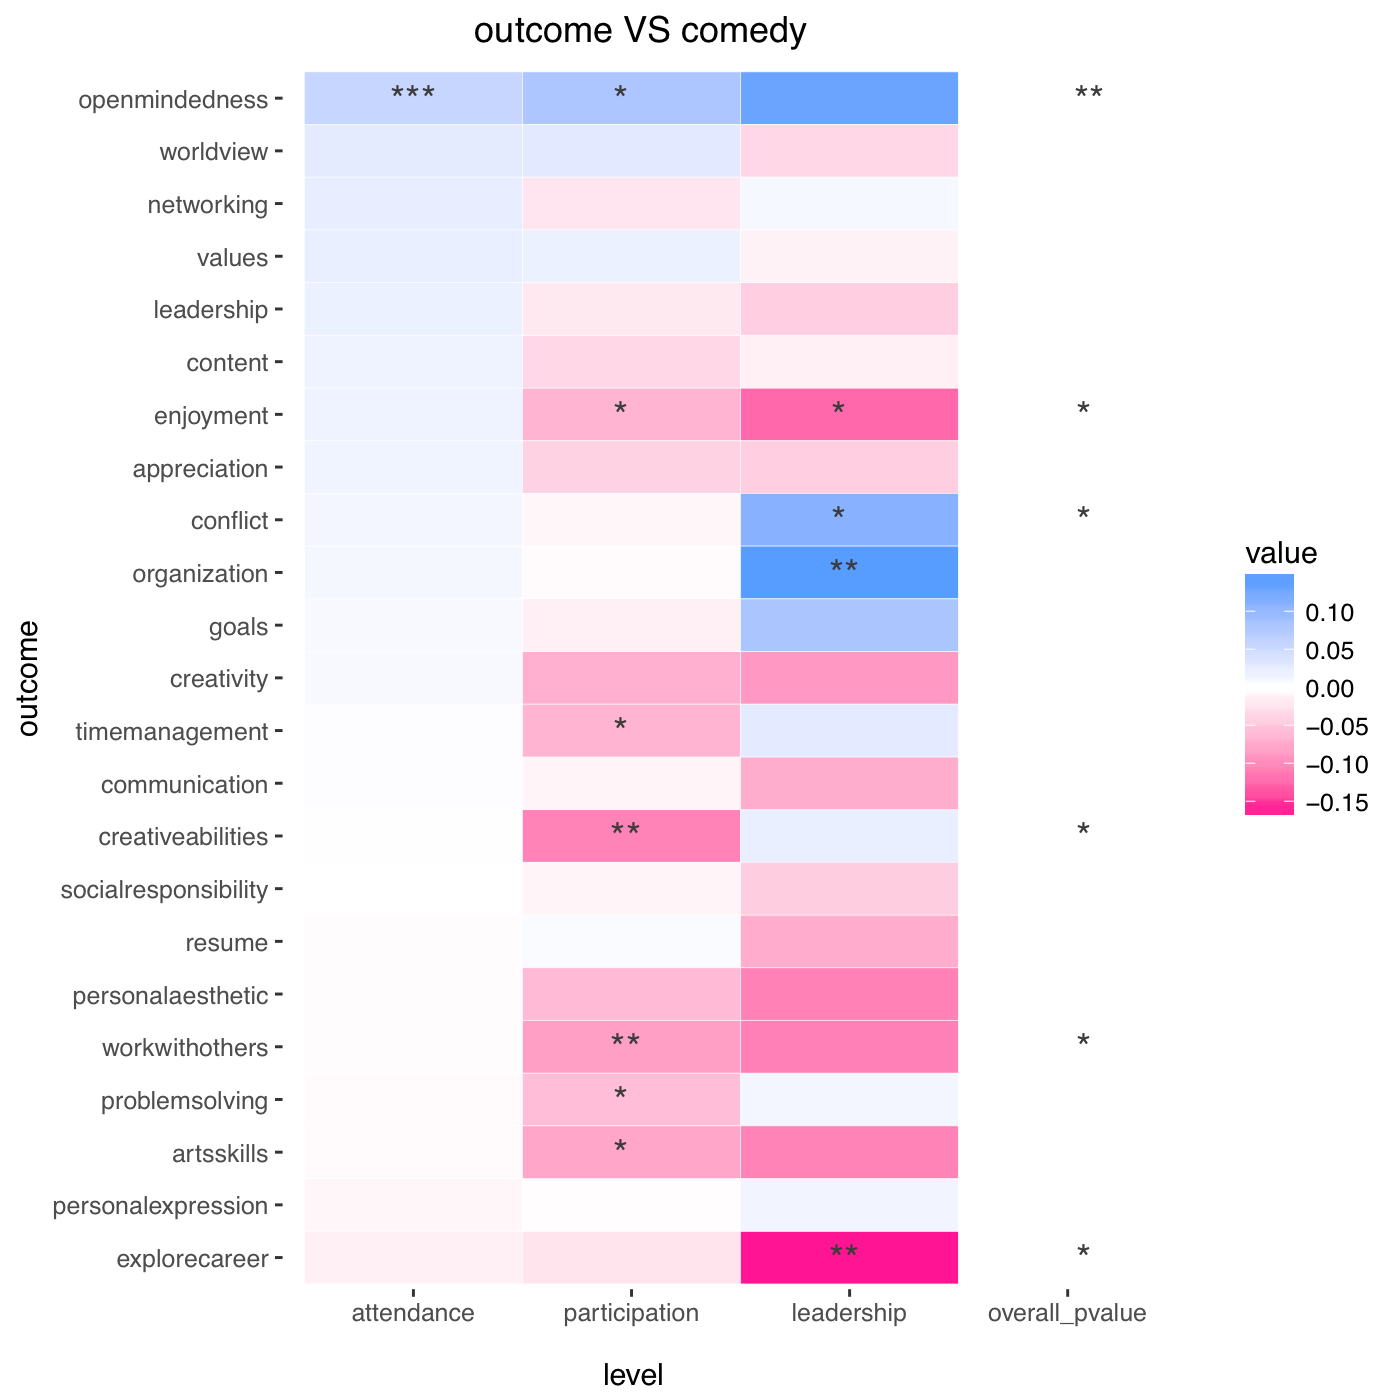 outcome VS comedy
openmindedness *** * **
worldview
networking
values
leadership
content
enjoyment * * *
appreciation
conflict * *
organization **
goals
creativity
timemanagement *
communication
creativeabilities ** *
socialresponsibility
resume
personalaesthetic
workwithothers ** *
problemsolving *
artsskills *
personalexpression
explorecareer ** *
attendance participation leadership overall_pvalue
level
outcome
value
0.10
0.05
0.00
−0.05
−0.10
−0.15